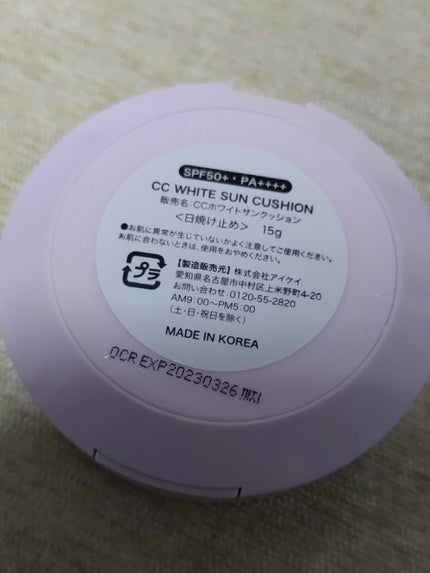 SPF50+・PA++++
CC WHITE SUN CUSHION
販売名:CCホワイトサンクッション
<日焼け止め> 15g
●お肌に異常が生じていないかよく注意してご使用ください。
お肌に合わないときは、使用をおやめください。
プラ
【製造販売元】株式会社アイケイ
愛知県名古屋市中村区上米野町4-20
お問い合わせ:0120-55-2820
AM9:00~PM5:00
(土・日・祝日を除く)
MADE IN KOREA
OCR EXP20230326